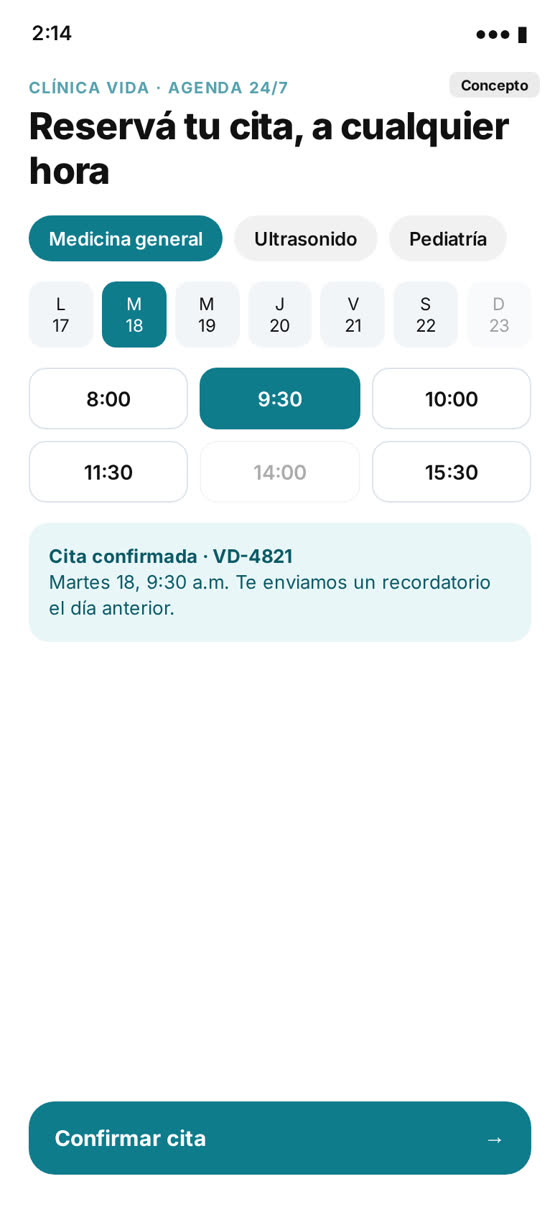 2:14
CLÍNICA VIDA · AGENDA 24/7
Concepto
Reservá tu cita, a cualquier
hora
Medicina general
Ultrasonido
Pediatría
L
17
M
18
M
19
J
20
V
21
S
22
D
23
8:00
9:30
10:00
11:30
14:00
15:30
Cita confirmada · VD-4821
Martes 18, 9:30 a.m. Te enviamos un recordatorio
el día anterior.
Confirmar cita →